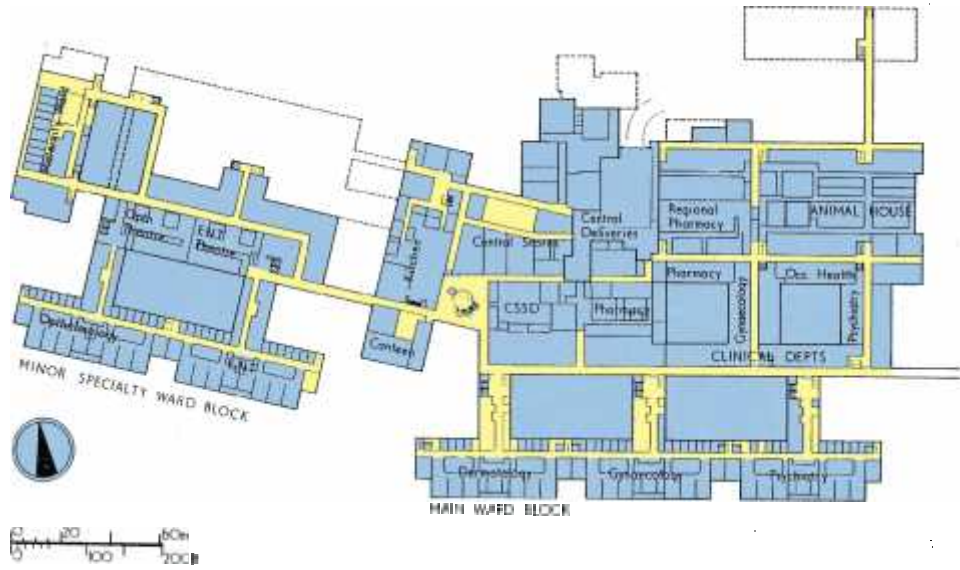 Opth
Theatre
E.N.T
Theatre
Kitchen
Central Stores
Central
Deliveries
Regional
Pharmacy
ANIMAL HOUSE
Pharmacy
Occ. Health
Gynaecology
Psychiatry
CSSD
Pharmacy
Canteen
CLINICAL DEPTS
Opthalmology
E.N.T
MINOR SPECIALTY WARD BLOCK
Dermatology
Gynaecology
Psychiatry
MAIN WARD BLOCK
0 20 60m
0 100 200ft